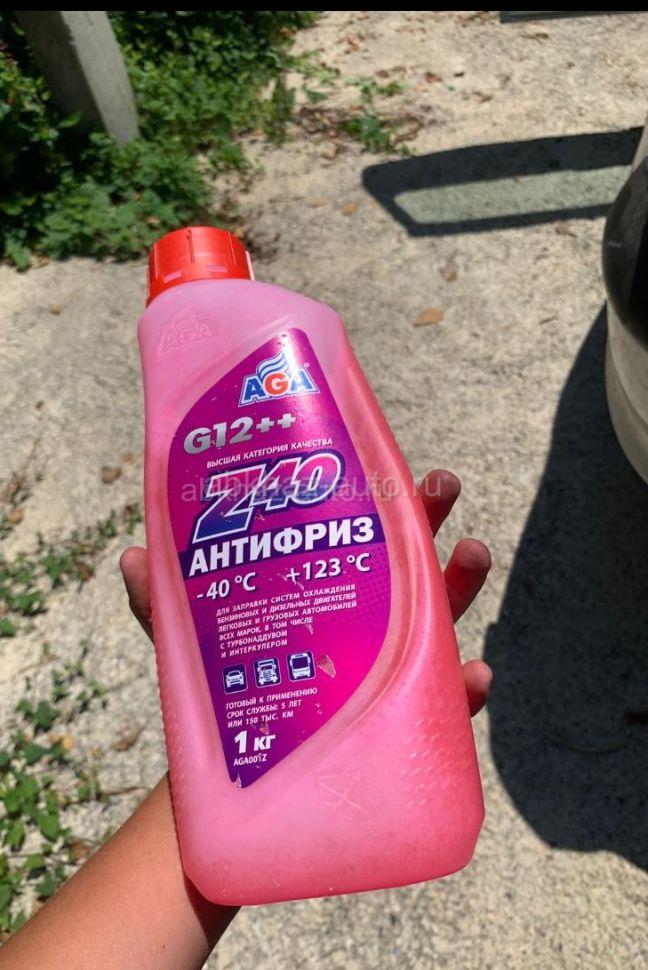 AGA
AGA
G12++
ВЫСШАЯ КАТЕГОРИЯ КАЧЕСТВА
Z40
АНТИФРИЗ
-40 °C +123 °C
ДЛЯ ЗАПРАВКИ СИСТЕМ ОХЛАЖДЕНИЯ
БЕНЗИНОВЫХ И ДИЗЕЛЬНЫХ ДВИГАТЕЛЕЙ
ЛЕГКОВЫХ И ГРУЗОВЫХ АВТОМОБИЛЕЙ
ВСЕХ МАРОК, В ТОМ ЧИСЛЕ
С ТУРБОНАДДУВОМ
И ИНТЕРКУЛЕРОМ
ГОТОВЫЙ К ПРИМЕНЕНИЮ
СРОК СЛУЖБЫ: 5 ЛЕТ
ИЛИ 150 ТЫС. КМ
1 КГ
AGA001Z